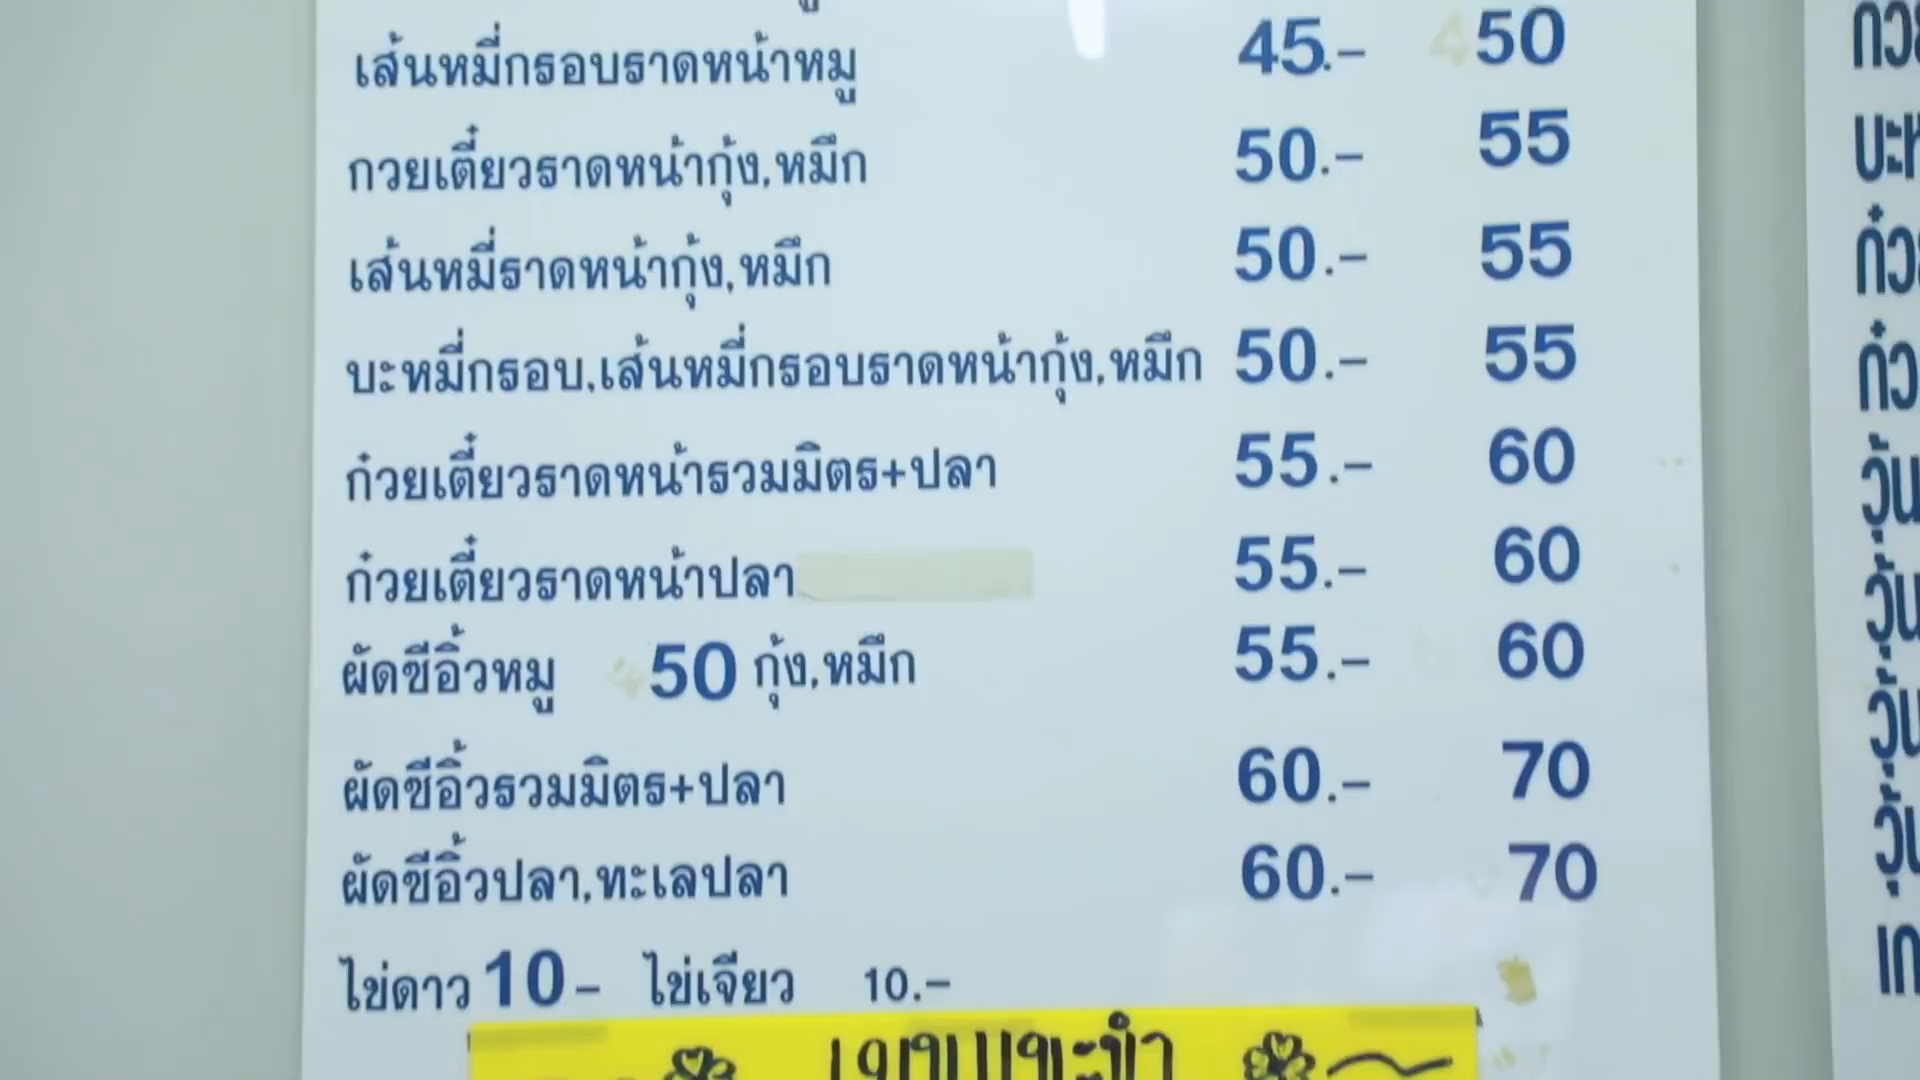 เส้นหมี่กรอบราดหน้าหมู 45.- 50
กวยเตี๋ยวราดหน้ากุ้ง,หมึก 50.- 55
เส้นหมี่ราดหน้ากุ้ง,หมึก 50.- 55
บะหมี่กรอบ,เส้นหมี่กรอบราดหน้ากุ้ง,หมึก 50.- 55
ก๋วยเตี๋ยวราดหน้ารวมมิตร+ปลา 55.- 60
ก๋วยเตี๋ยวราดหน้าปลา 55.- 60
ผัดซีอิ้วหมู 50 กุ้ง,หมึก 55.- 60
ผัดซีอิ้วรวมมิตร+ปลา 60.- 70
ผัดซีอิ้วปลา,ทะเลปลา 60.- 70
ไข่ดาว 10- ไข่เจียว 10.-